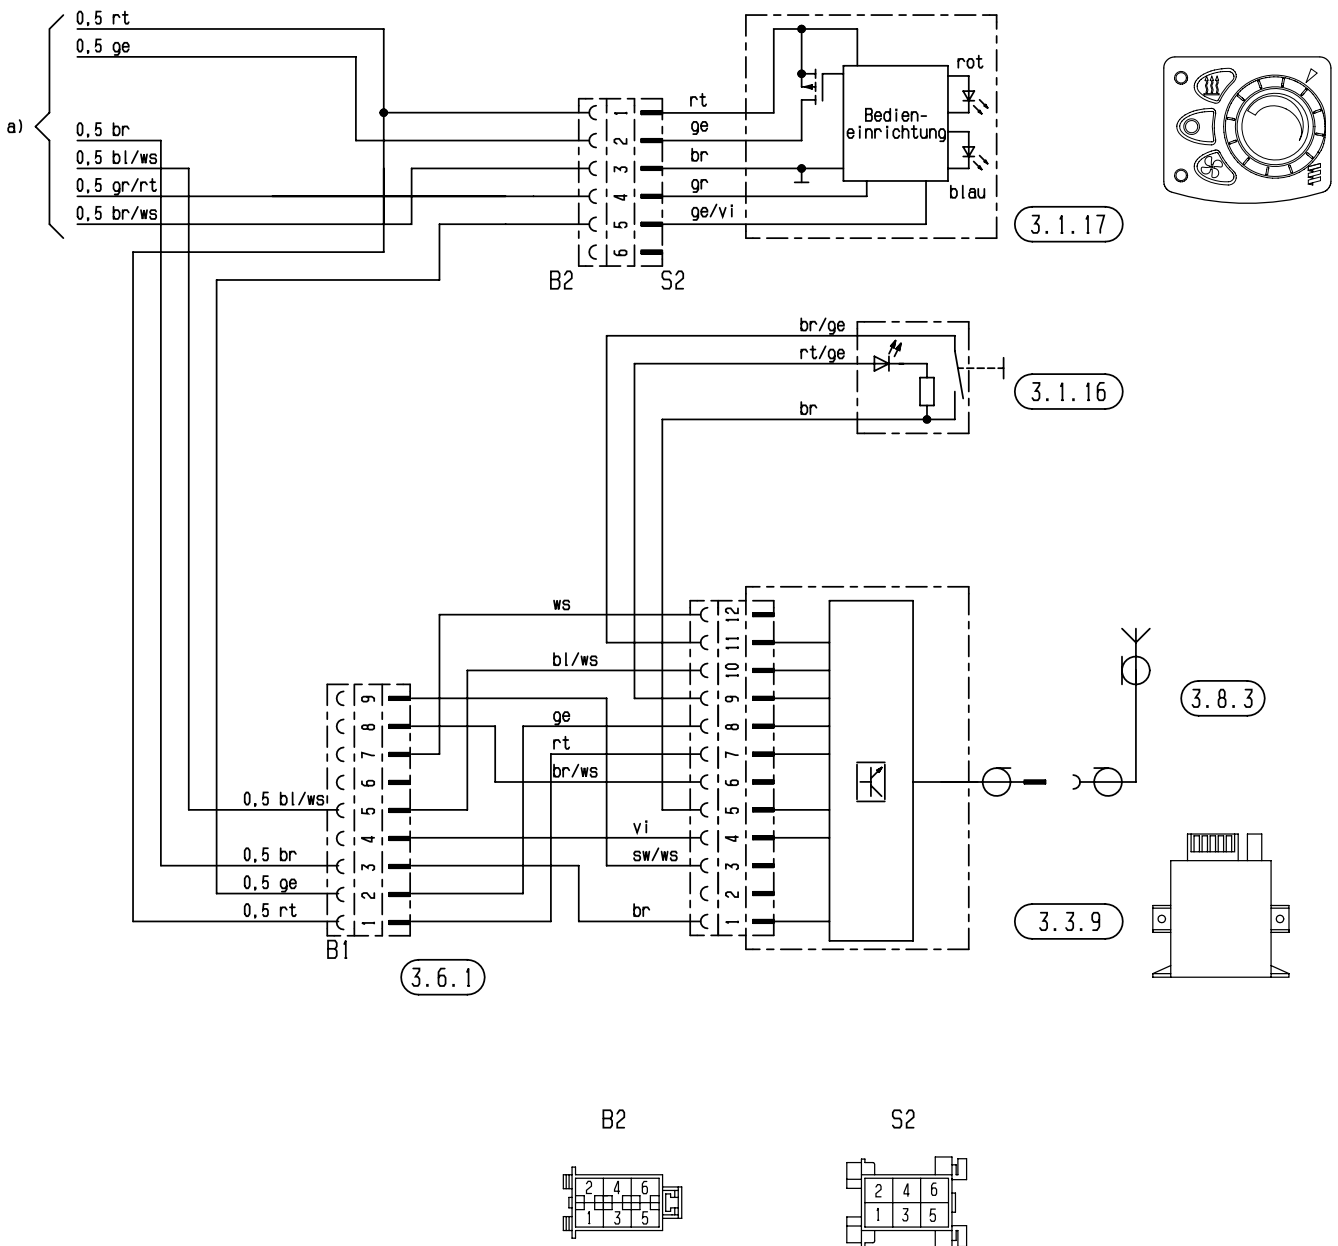 0,5 rt
0,5 ge
a)
0,5 br
0,5 bl/ws
0,5 gr/rt
0,5 br/ws
1
2
3
4
5
6
B2
S2
rt
ge
br
gr
ge/vi
Bedien-
einrichtung
rot
blau
3.1.17
br/ge
rt/ge
br
3.1.16
ws
bl/ws
ge
rt
br/ws
vi
sw/ws
br
12
11
10
9
8
7
6
5
4
3
2
1
9
8
7
6
5
4
3
2
1
0,5 bl/ws
0,5 br
0,5 ge
0,5 rt
B1
3.6.1
3.8.3
3.3.9
B2
2 4 6
1 3 5
S2
2 4 6
1 3 5